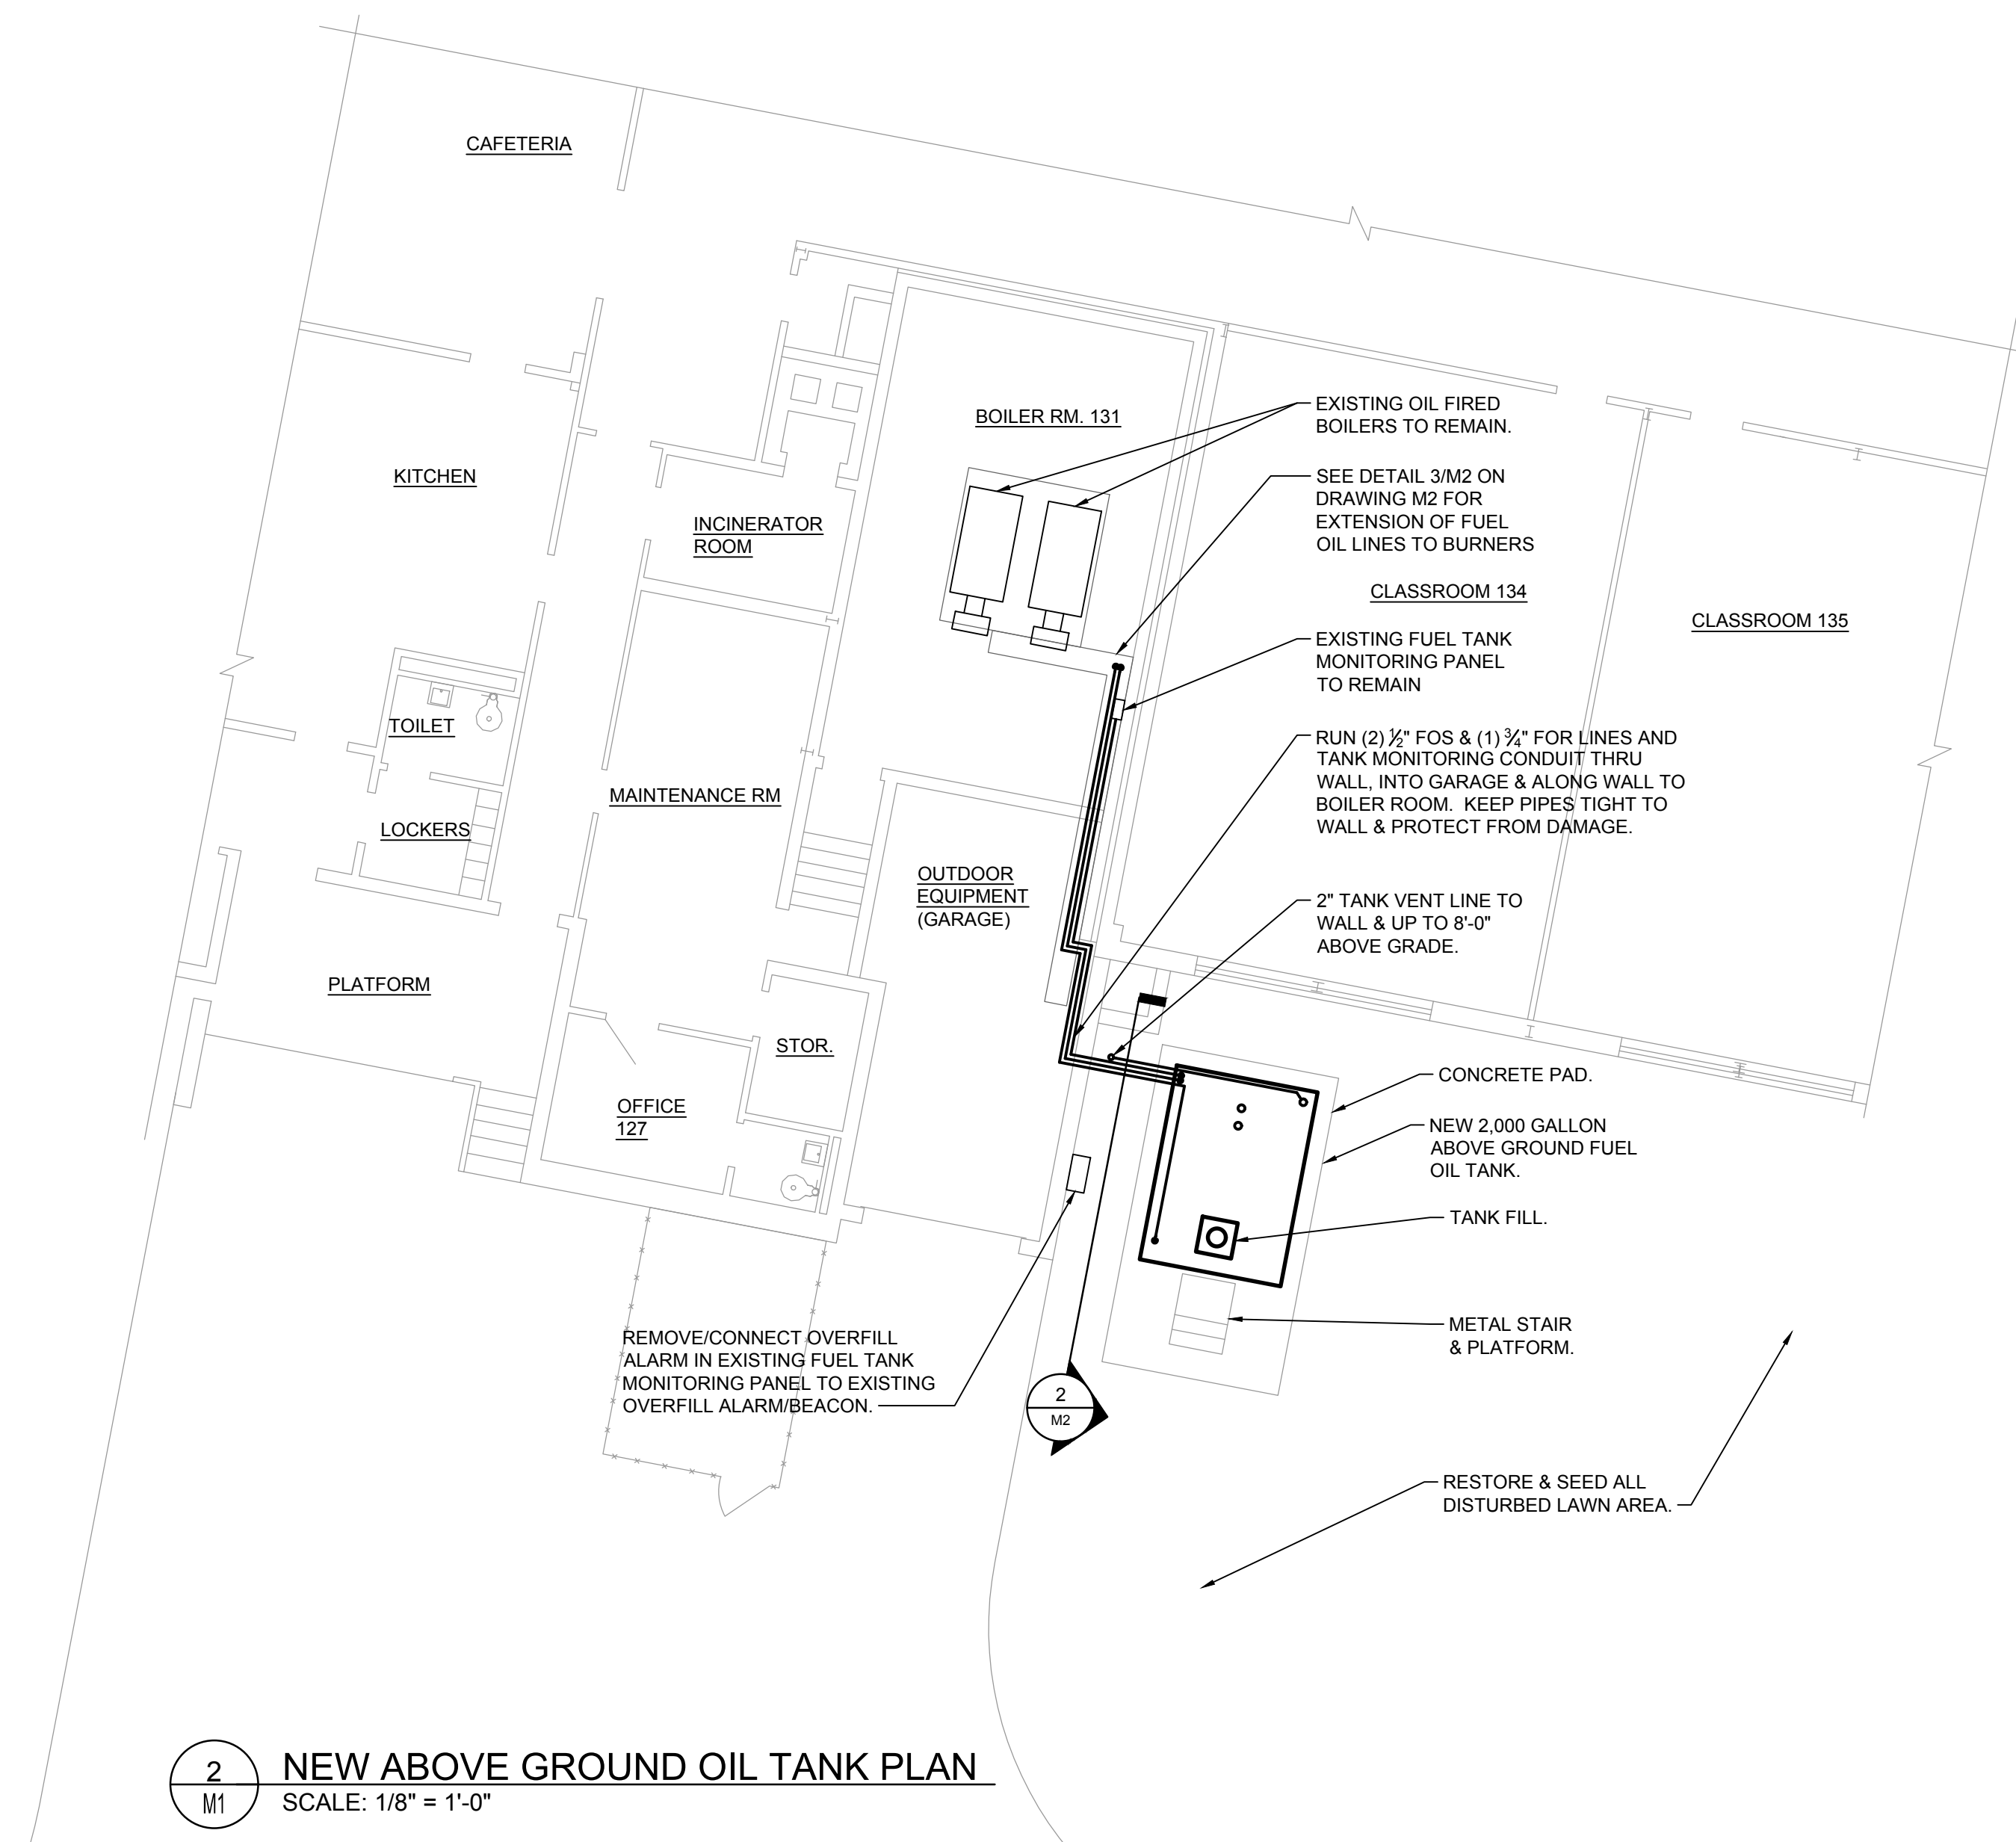 CAFETERIA
KITCHEN
INCINERATOR
ROOM
BOILER RM. 131
EXISTING OIL FIRED
BOILERS TO REMAIN.
SEE DETAIL 3/M2 ON
DRAWING M2 FOR
EXTENSION OF FUEL
OIL LINES TO BURNERS
CLASSROOM 134
CLASSROOM 135
EXISTING FUEL TANK
MONITORING PANEL
TO REMAIN
TOILET
LOCKERS
MAINTENANCE RM
RUN (2) ½" FOS & (1) ¾" FOR LINES AND
TANK MONITORING CONDUIT THRU
WALL, INTO GARAGE & ALONG WALL TO
BOILER ROOM. KEEP PIPES TIGHT TO
WALL & PROTECT FROM DAMAGE.
OUTDOOR
EQUIPMENT
(GARAGE)
2" TANK VENT LINE TO
WALL & UP TO 8'-0"
ABOVE GRADE.
PLATFORM
STOR.
OFFICE
127
CONCRETE PAD.
NEW 2,000 GALLON
ABOVE GROUND FUEL
OIL TANK.
TANK FILL.
METAL STAIR
& PLATFORM.
REMOVE/CONNECT OVERFILL
ALARM IN EXISTING FUEL TANK
MONITORING PANEL TO EXISTING
OVERFILL ALARM/BEACON.
2
M2
RESTORE & SEED ALL
DISTURBED LAWN AREA.
2
M1
NEW ABOVE GROUND OIL TANK PLAN
SCALE: 1/8" = 1'-0"